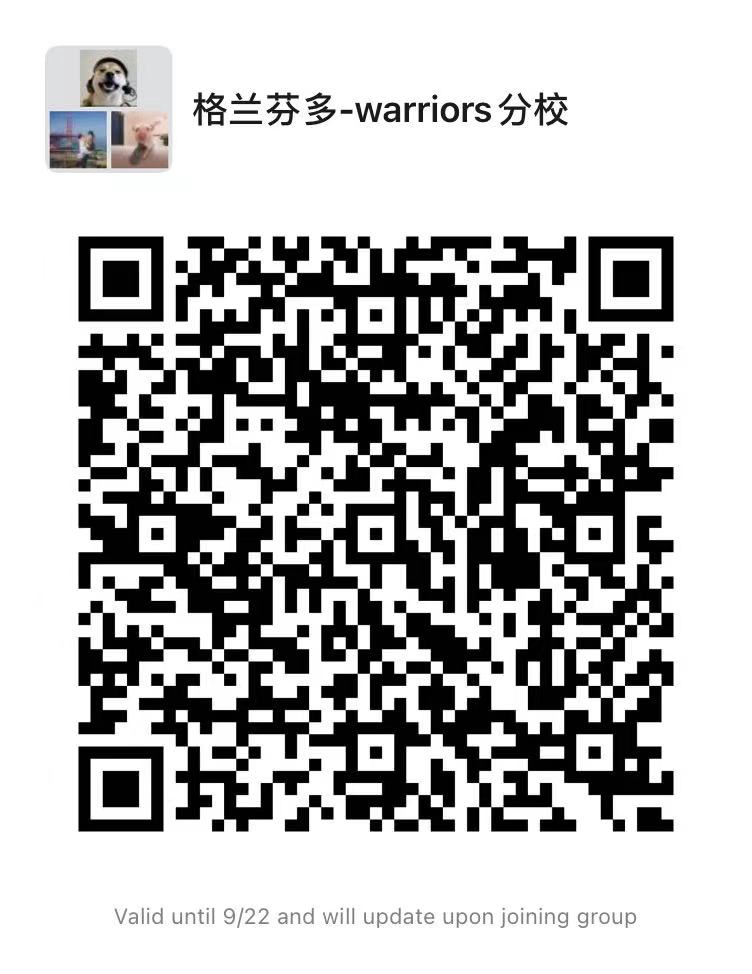 格兰芬多-warriors分校
Valid until 9/22 and will update upon joining group